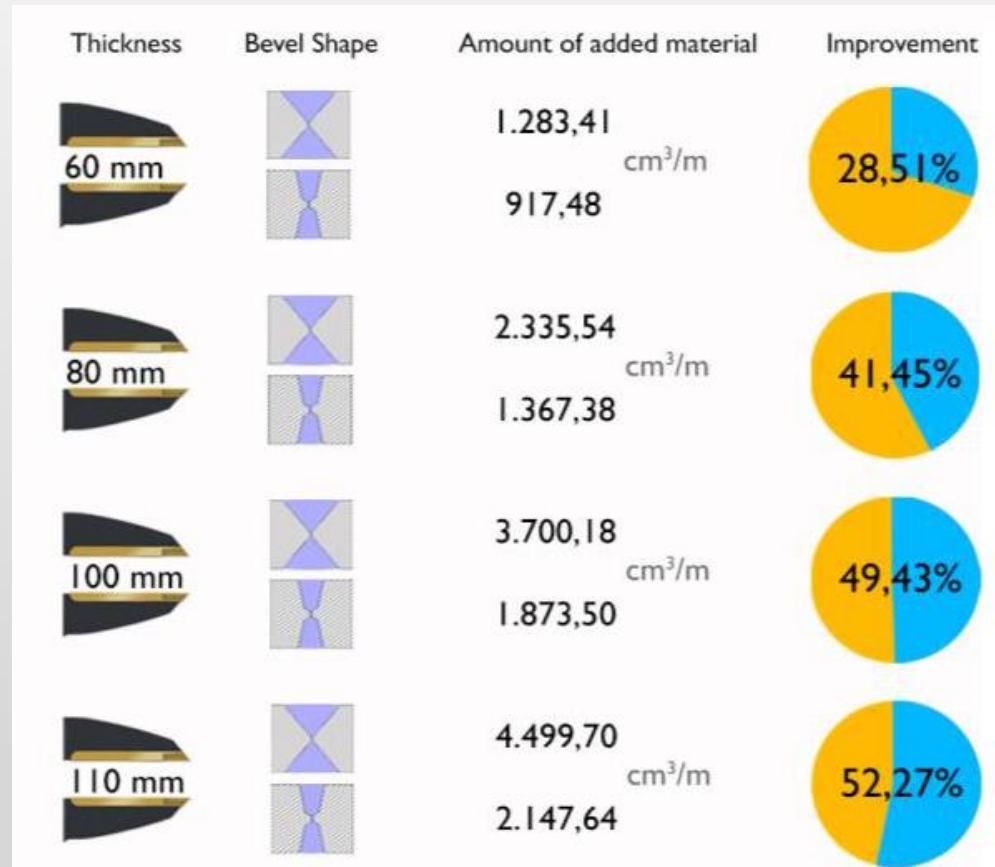 Thickness Bevel Shape Amount of added material Improvement
1.283,41
60 mm cm³/m 28,51%
917,48
2.335,54
80 mm cm³/m 41,45%
1.367,38
3.700,18
100 mm cm³/m 49,43%
1.873,50
4.499,70
110 mm cm³/m 52,27%
2.147,64